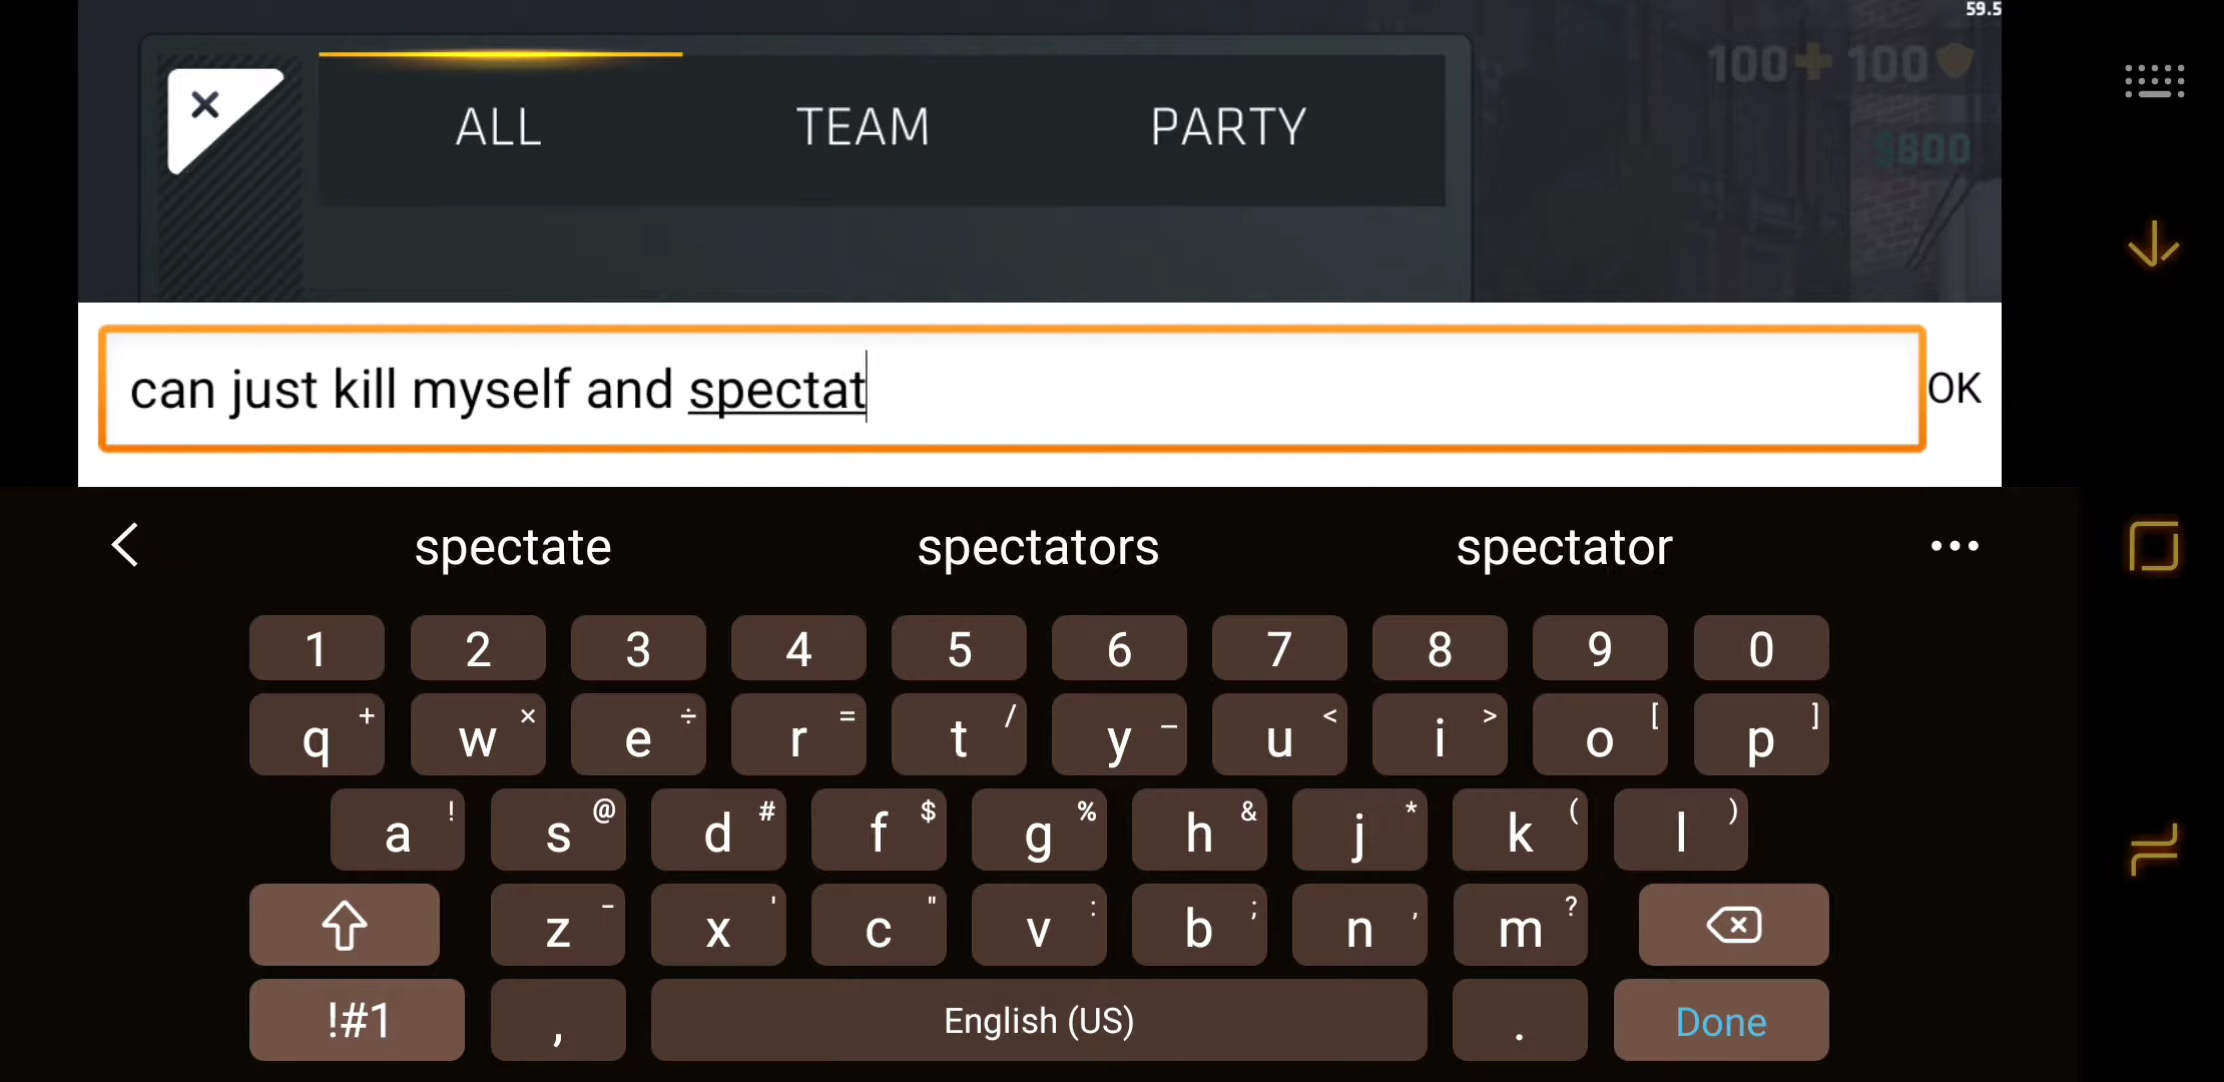 59.5
100 100
$800
ALL TEAM PARTY
can just kill myself and spectat
OK
spectate spectators spectator
1 2 3 4 5 6 7 8 9 0
q + w × e ÷ r = t / y _ u < i > o [ p ]
a ! s @ d # f $ g % h & j * k ( l )
z - x ' c " v : b ; n , m ?
!#1 , English (US) . Done